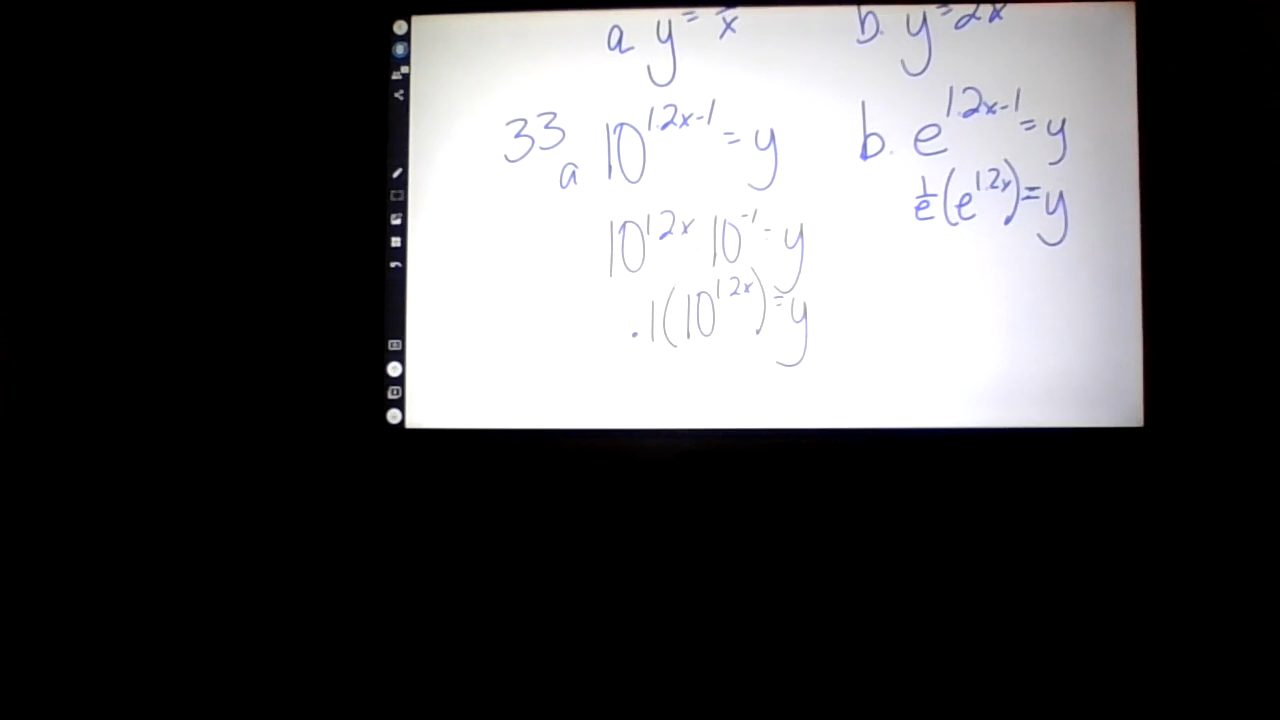 a y = /x b. y = 2x
33 a 10^{1.2x-1} = y b. e^{1.2x-1} = y
10^{1.2x} 10^{-1} = y 1/e (e^{1.2x}) = y
.1(10^{1.2x}) = y